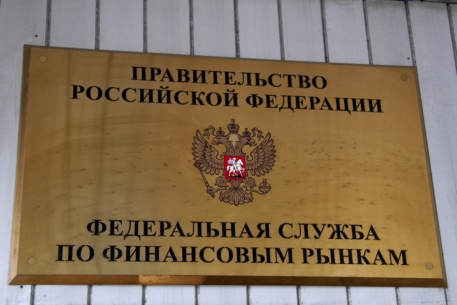 ПРАВИТЕЛЬСТВО
РОССИЙСКОЙ ФЕДЕРАЦИИ
ФЕДЕРАЛЬНАЯ СЛУЖБА
ПО ФИНАНСОВЫМ РЫНКАМ